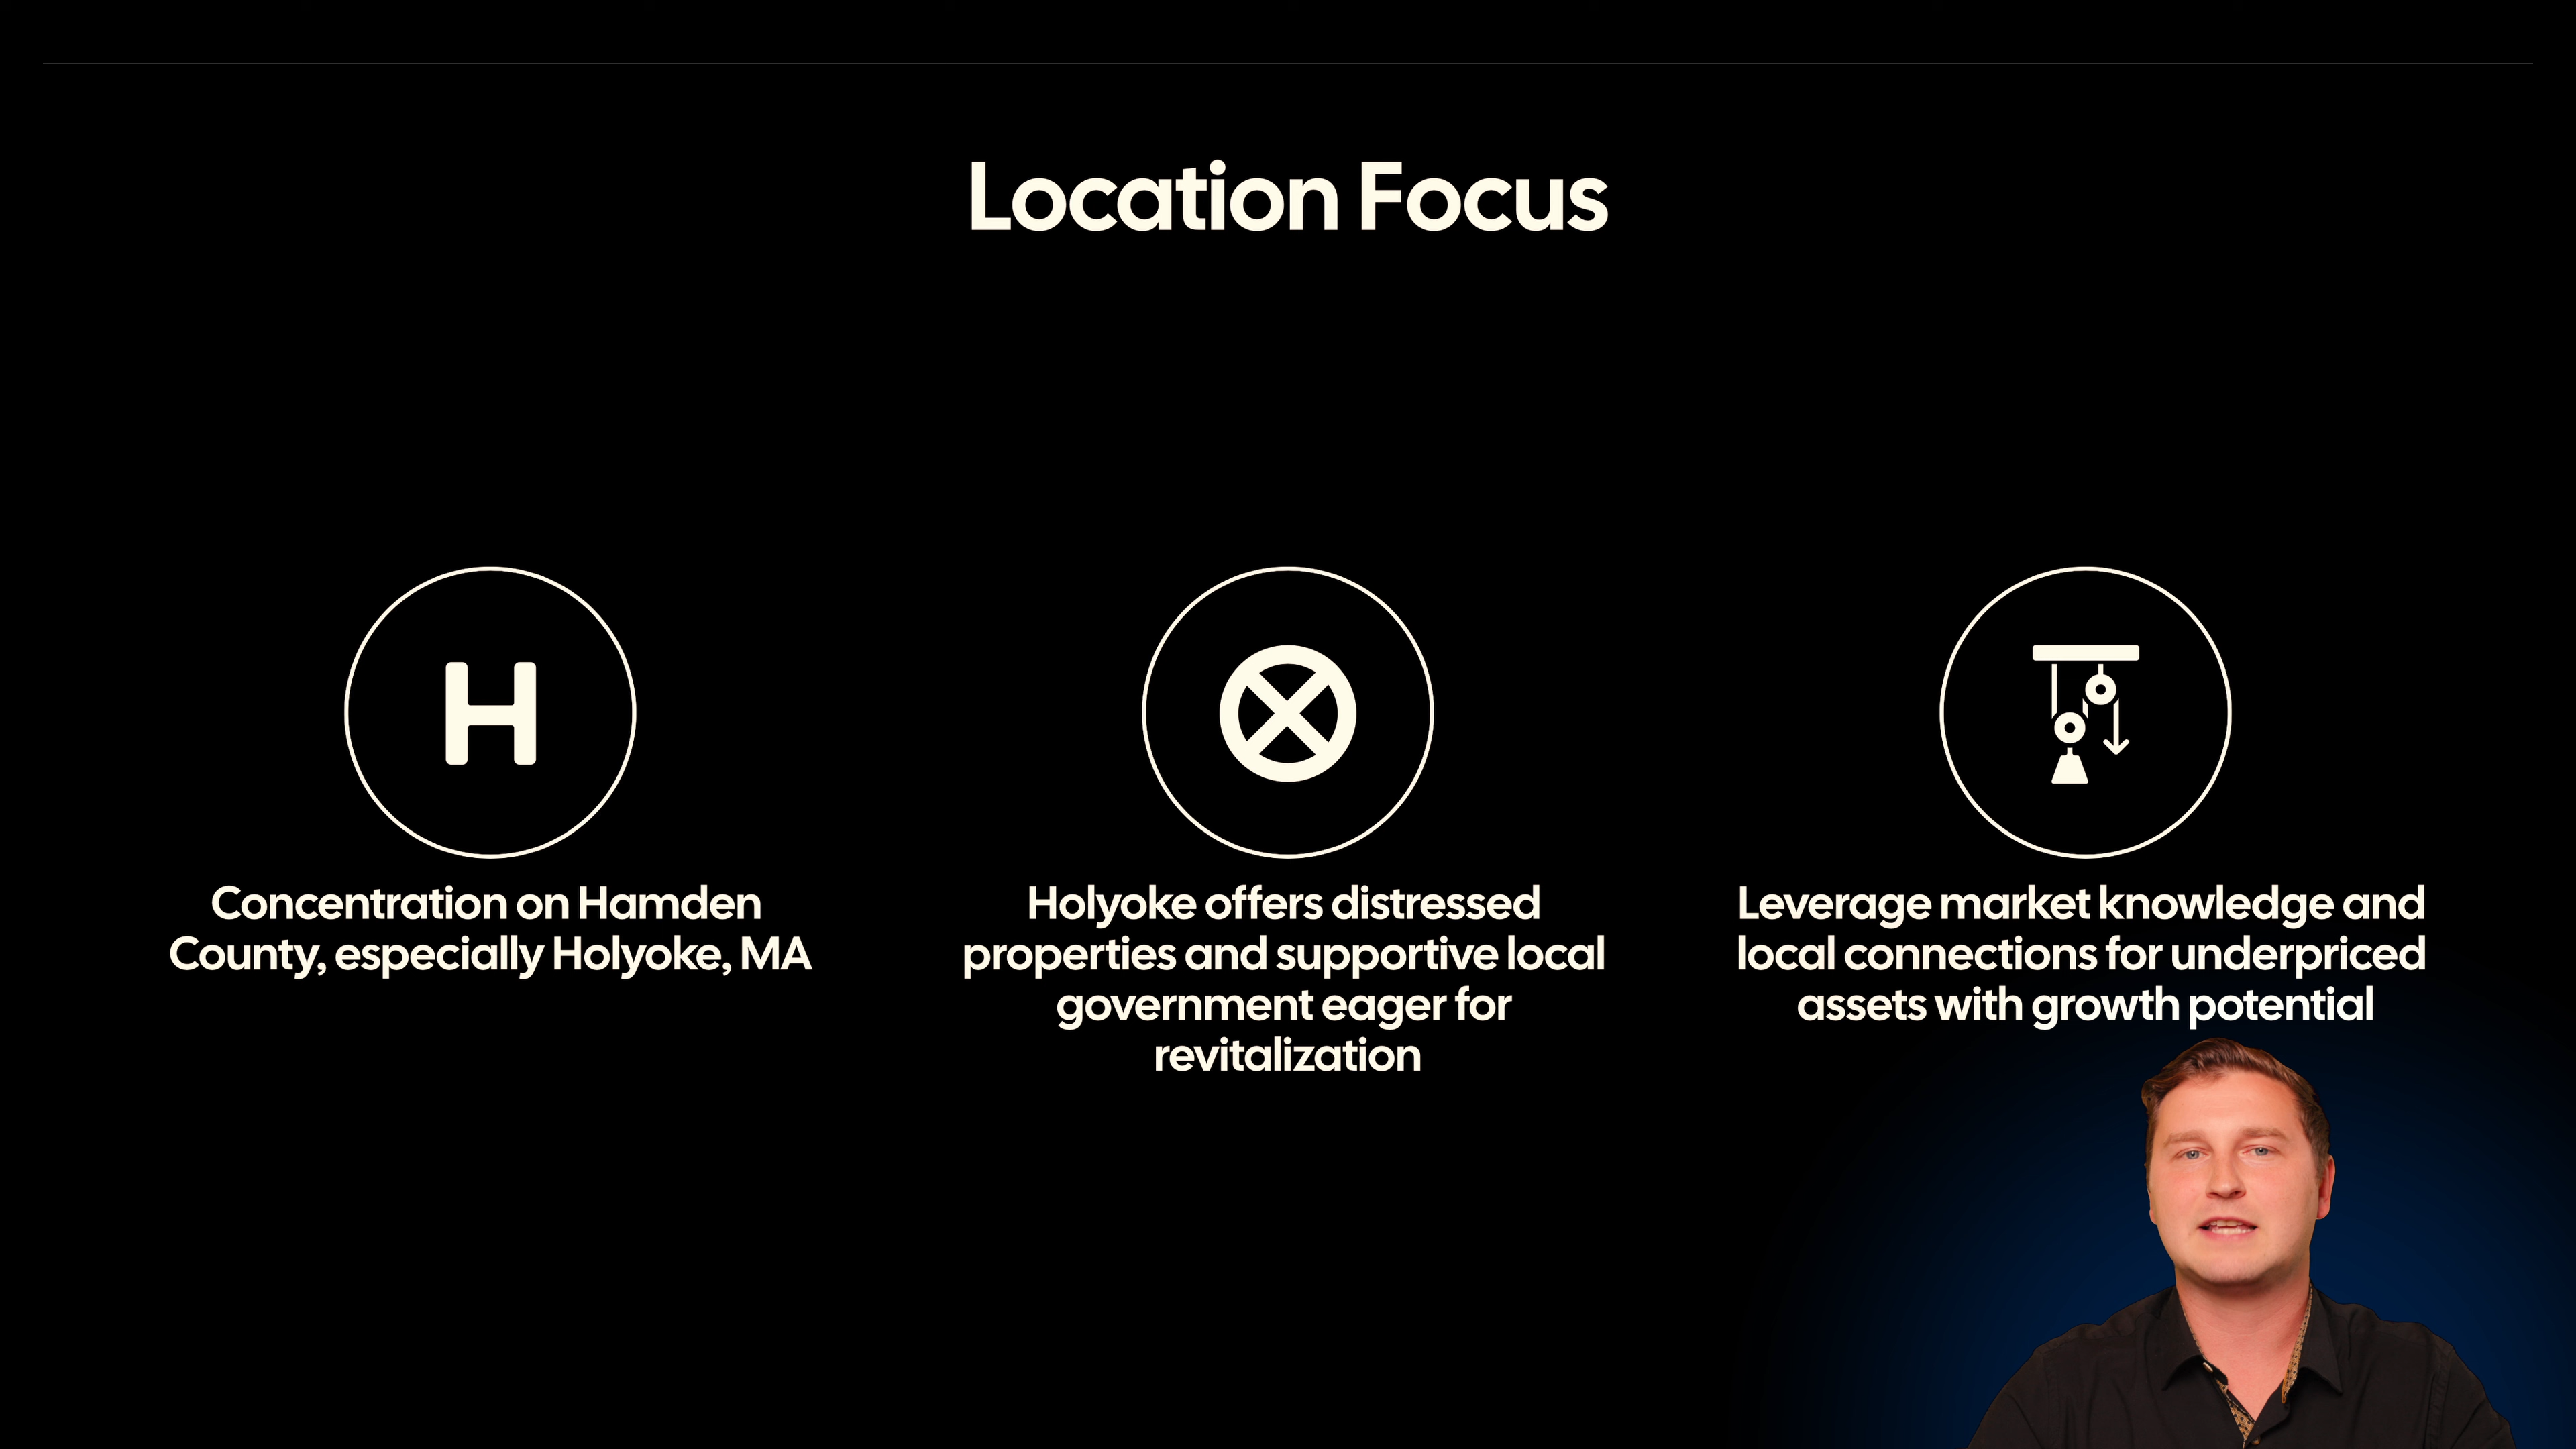 Location Focus
H
Concentration on Hamden
County, especially Holyoke, MA
Holyoke offers distressed
properties and supportive local
government eager for
revitalization
Leverage market knowledge and
local connections for underpriced
assets with growth potential